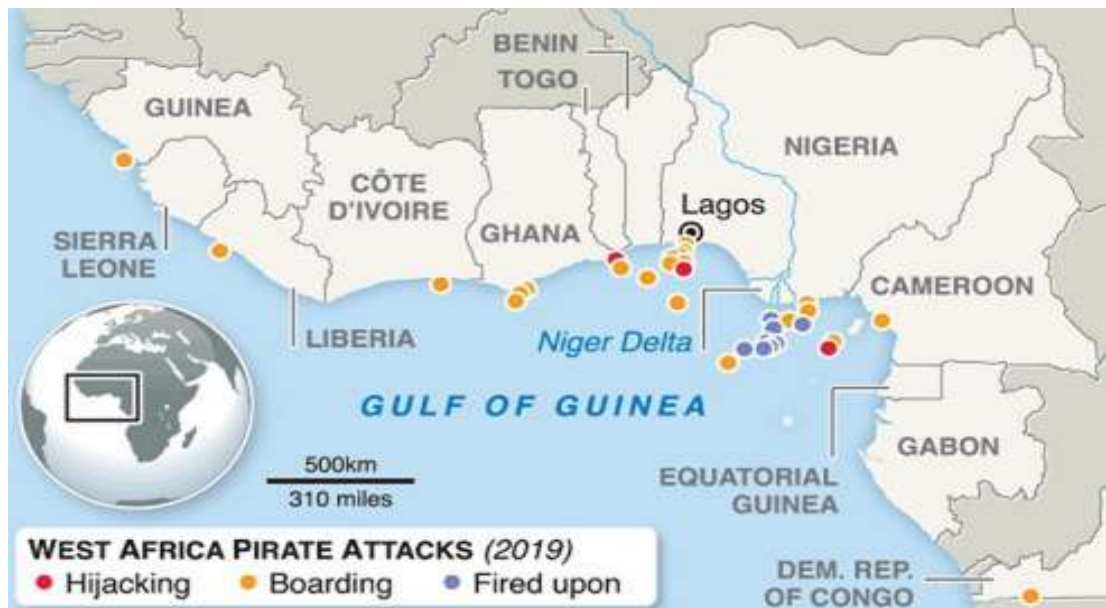 BENIN
TOGO
GUINEA
NIGERIA
CÔTE
D'IVOIRE
Lagos
GHANA
SIERRA
LEONE
CAMEROON
LIBERIA
Niger Delta
GULF OF GUINEA
GABON
500km
310 miles
EQUATORIAL
GUINEA
WEST AFRICA PIRATE ATTACKS (2019)
Hijacking Boarding Fired upon
DEM. REP.
OF CONGO